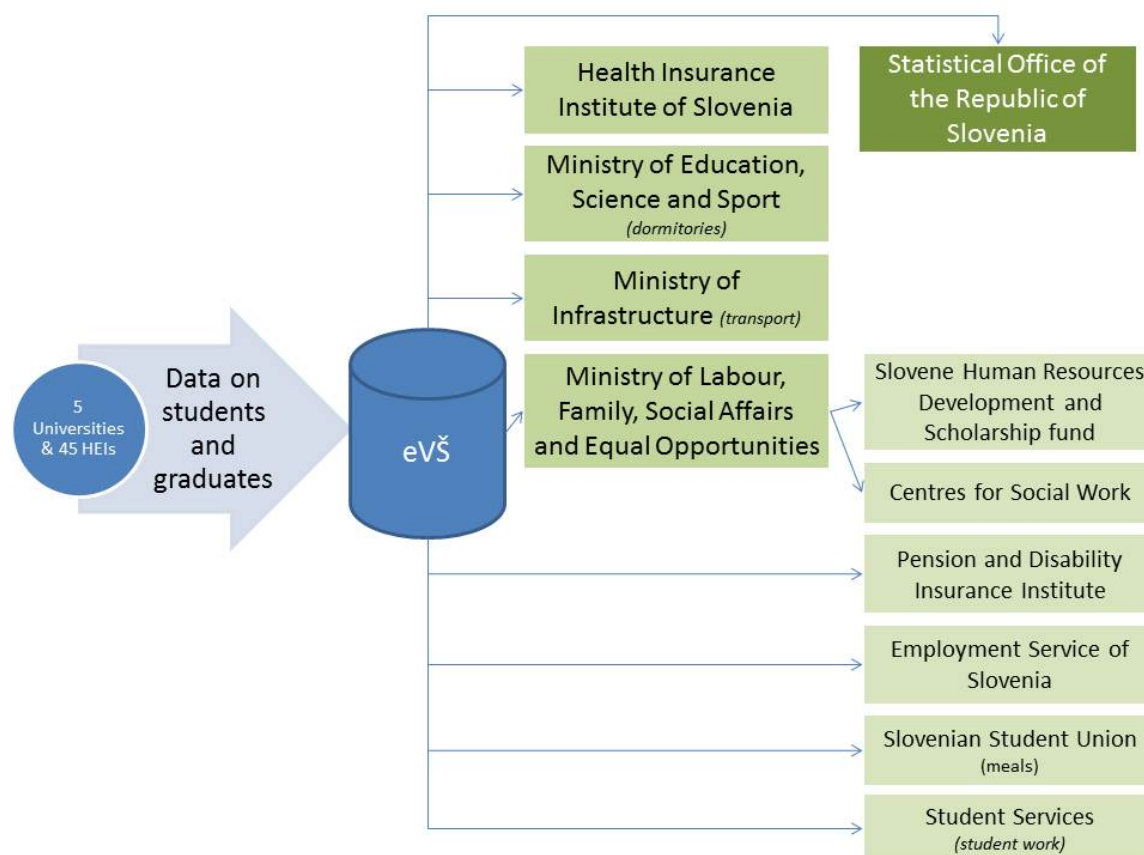 5
Universities
& 45 HEIs
Data on
students
and
graduates
eVŠ
Health Insurance
Institute of Slovenia
Ministry of Education,
Science and Sport
(dormitories)
Ministry of
Infrastructure (transport)
Ministry of Labour,
Family, Social Affairs
and Equal Opportunities
Statistical Office of
the Republic of
Slovenia
Slovene Human Resources
Development and
Scholarship fund
Centres for Social Work
Pension and Disability
Insurance Institute
Employment Service of
Slovenia
Slovenian Student Union
(meals)
Student Services
(student work)